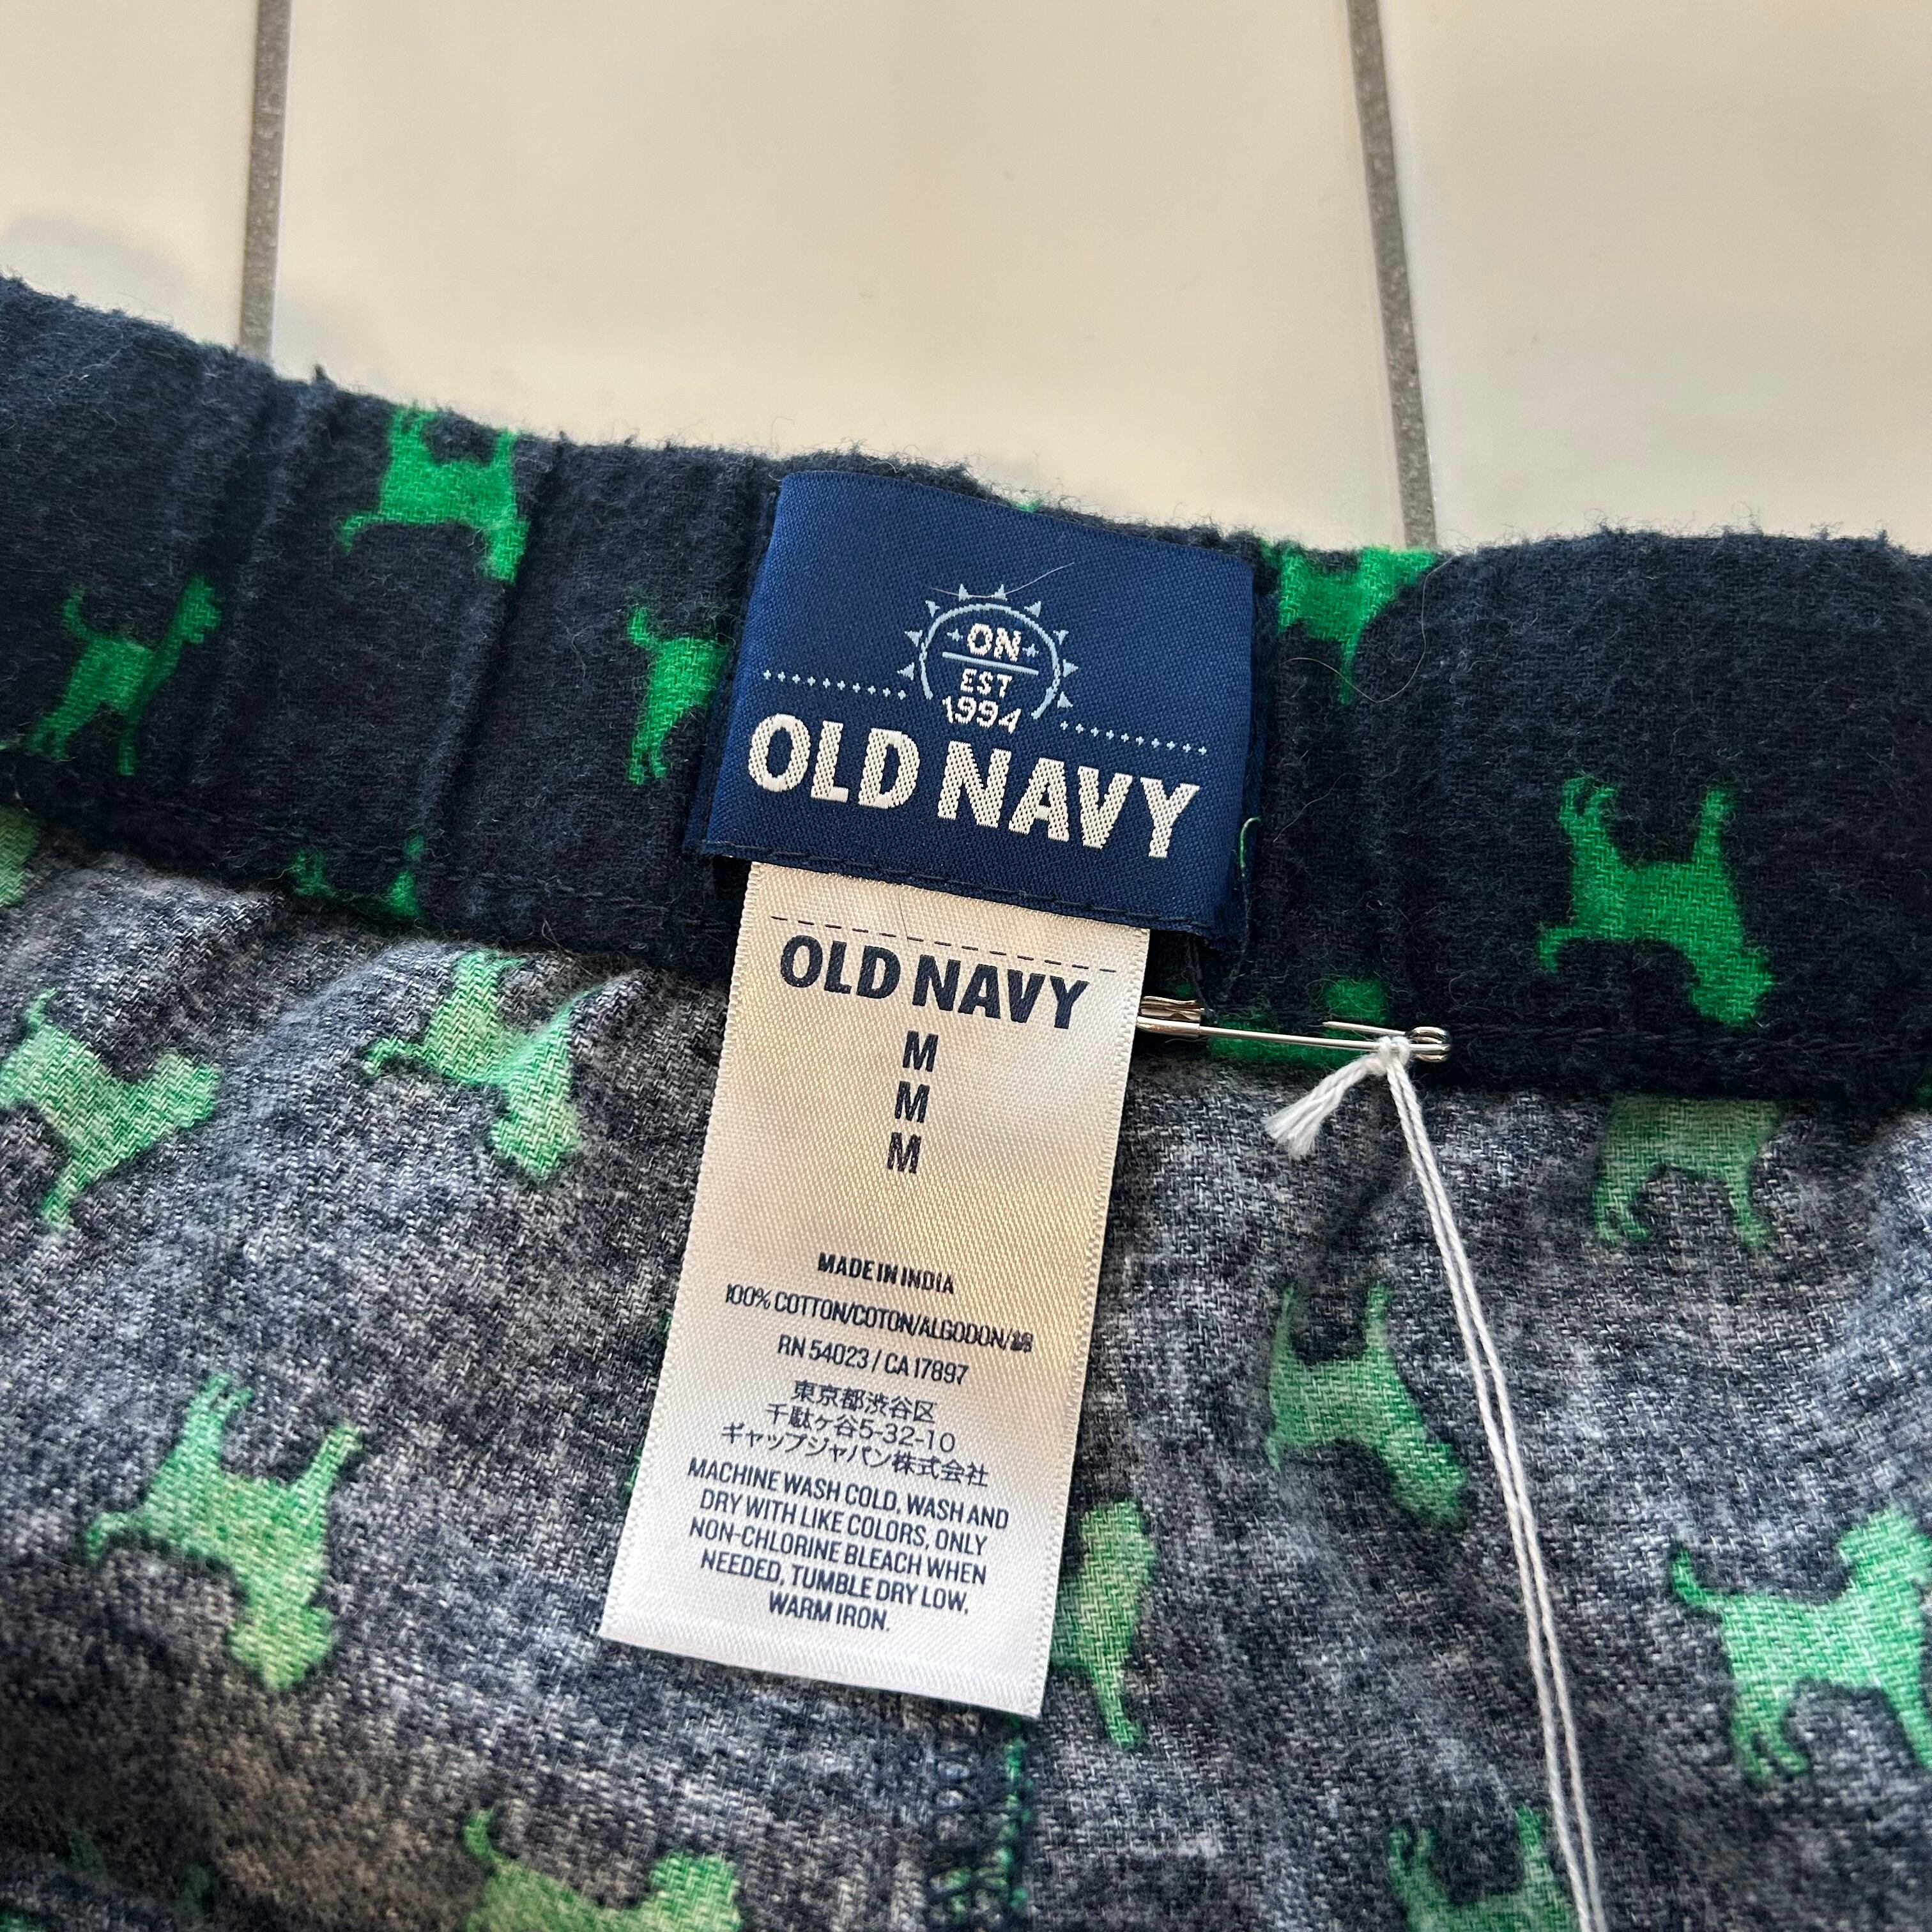 ON
EST
1994
OLD NAVY
OLD NAVY
M
M
M
MADE IN INDIA
100% COTTON/COTON/ALGODON/綿
RN 54023 / CA17897
東京都渋谷区
千駄ヶ谷5-32-10
ギャップジャパン株式会社
MACHINE WASH COLD, WASH AND
DRY WITH LIKE COLORS, ONLY
NON-CHLORINE BLEACH WHEN
NEEDED, TUMBLE DRY LOW,
WARM IRON.